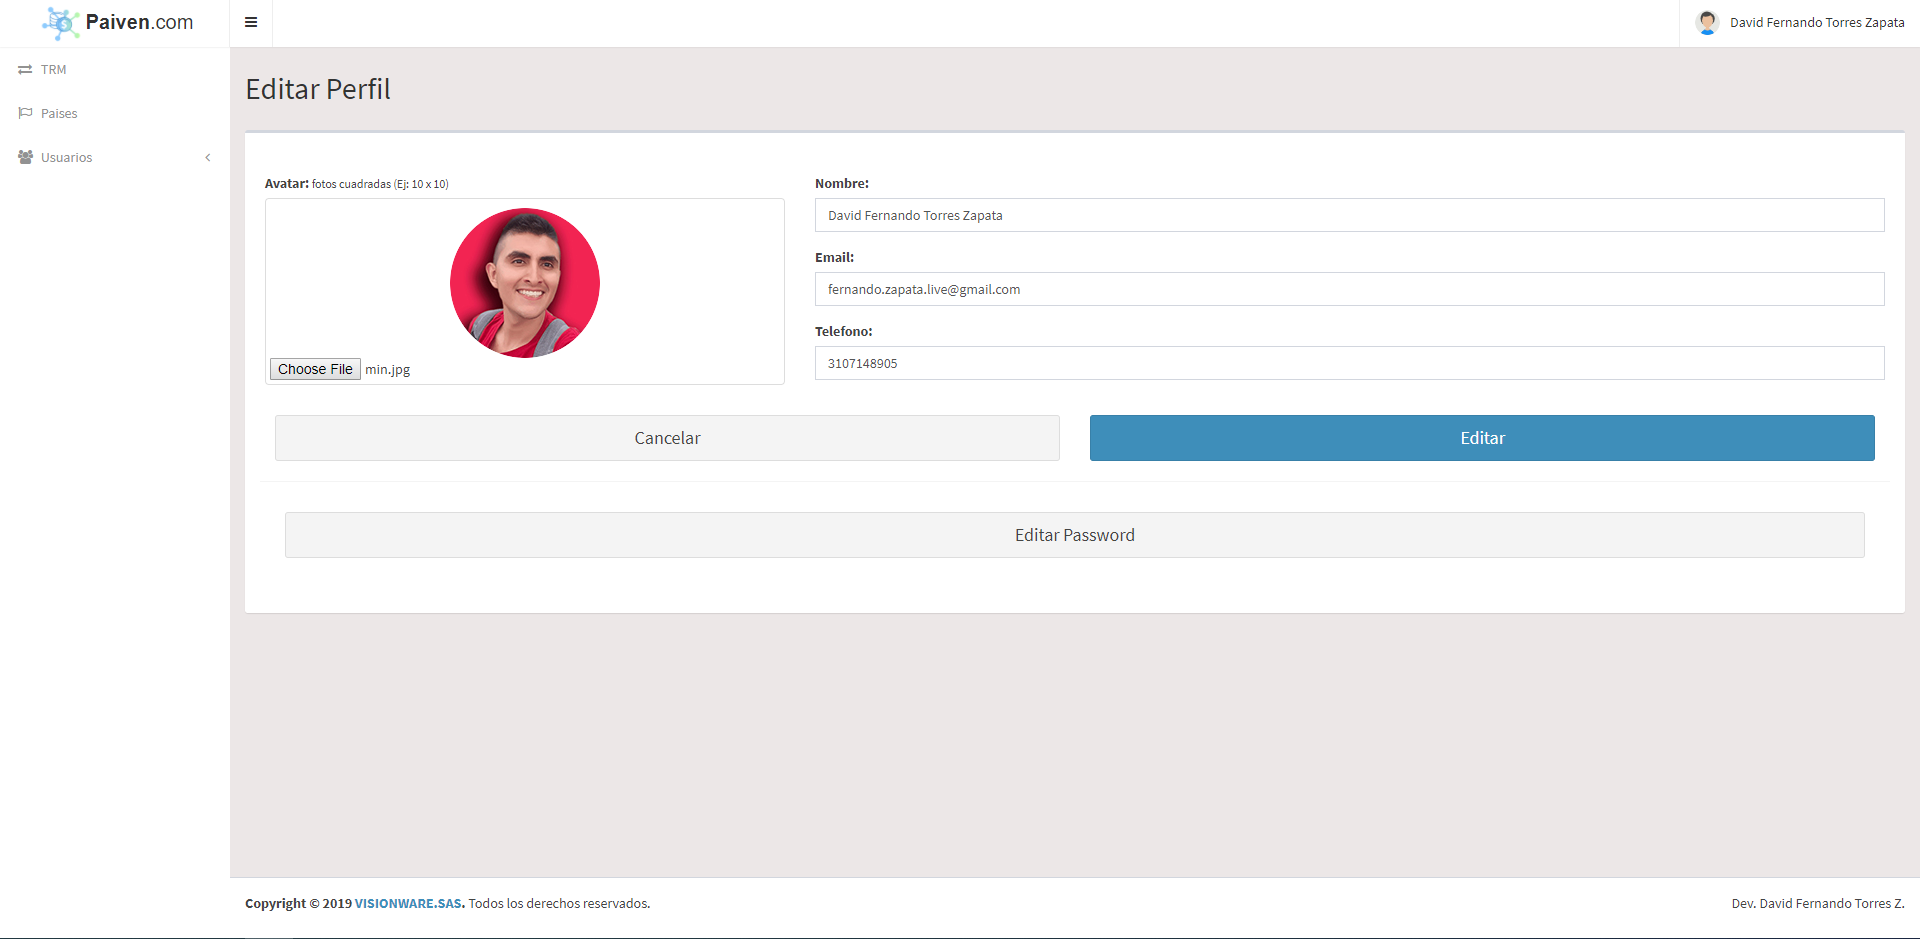 Paiven.com
David Fernando Torres Zapata
TRM
Paises
Usuarios
Editar Perfil
Avatar: fotos cuadradas (Ej: 10 x 10)
Choose File min.jpg
Nombre:
David Fernando Torres Zapata
Email:
fernando.zapata.live@gmail.com
Telefono:
3107148905
Cancelar
Editar
Editar Password
Copyright © 2019 VISIONWARE.SAS. Todos los derechos reservados.
Dev. David Fernando Torres Z.